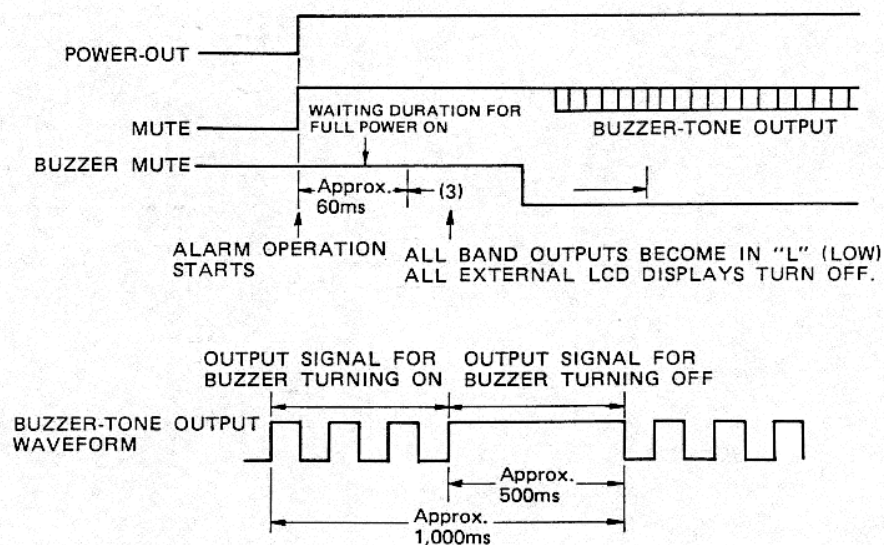 POWER-OUT
MUTE
WAITING DURATION FOR
FULL POWER ON
BUZZER-TONE OUTPUT
BUZZER MUTE
Approx.
60ms
(3)
ALARM OPERATION
STARTS
ALL BAND OUTPUTS BECOME IN "L" (LOW)
ALL EXTERNAL LCD DISPLAYS TURN OFF.
OUTPUT SIGNAL FOR
BUZZER TURNING ON
OUTPUT SIGNAL FOR
BUZZER TURNING OFF
BUZZER-TONE OUTPUT
WAVEFORM
Approx.
500ms
Approx.
1,000ms